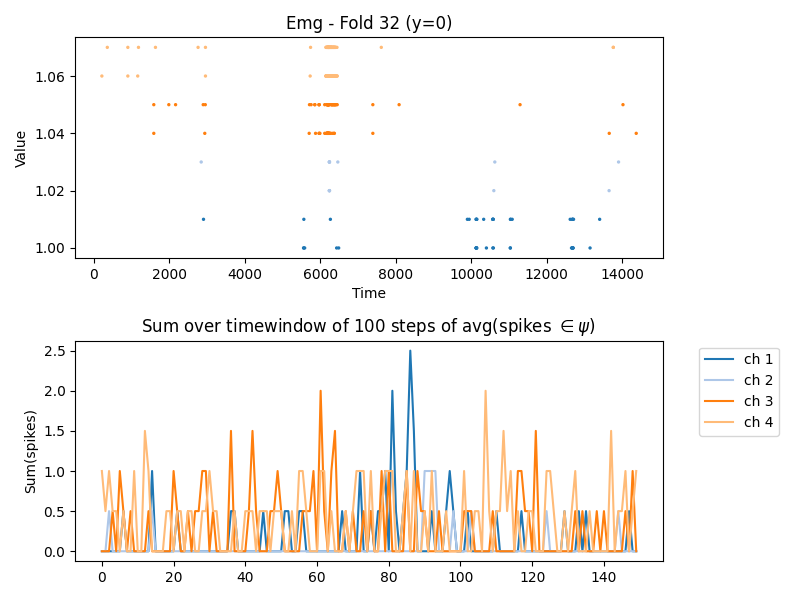 Emg - Fold 32 (y=0)
Value
1.06
1.04
1.02
1.00
0 2000 4000 6000 8000 10000 12000 14000
Time
Sum over timewindow of 100 steps of avg(spikes ∈ ψ)
Sum(spikes)
2.5
2.0
1.5
1.0
0.5
0.0
0 20 40 60 80 100 120 140
ch 1
ch 2
ch 3
ch 4